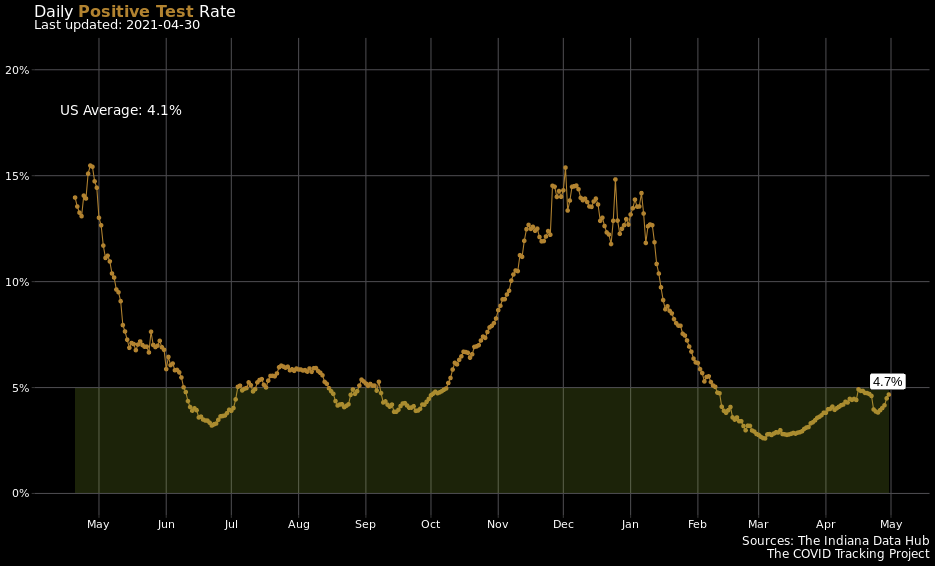 Daily Positive Test Rate
Last updated: 2021-04-30
20%
US Average: 4.1%
15%
10%
5%
4.7%
0%
May Jun Jul Aug Sep Oct Nov Dec Jan Feb Mar Apr May
Sources: The Indiana Data Hub
The COVID Tracking Project